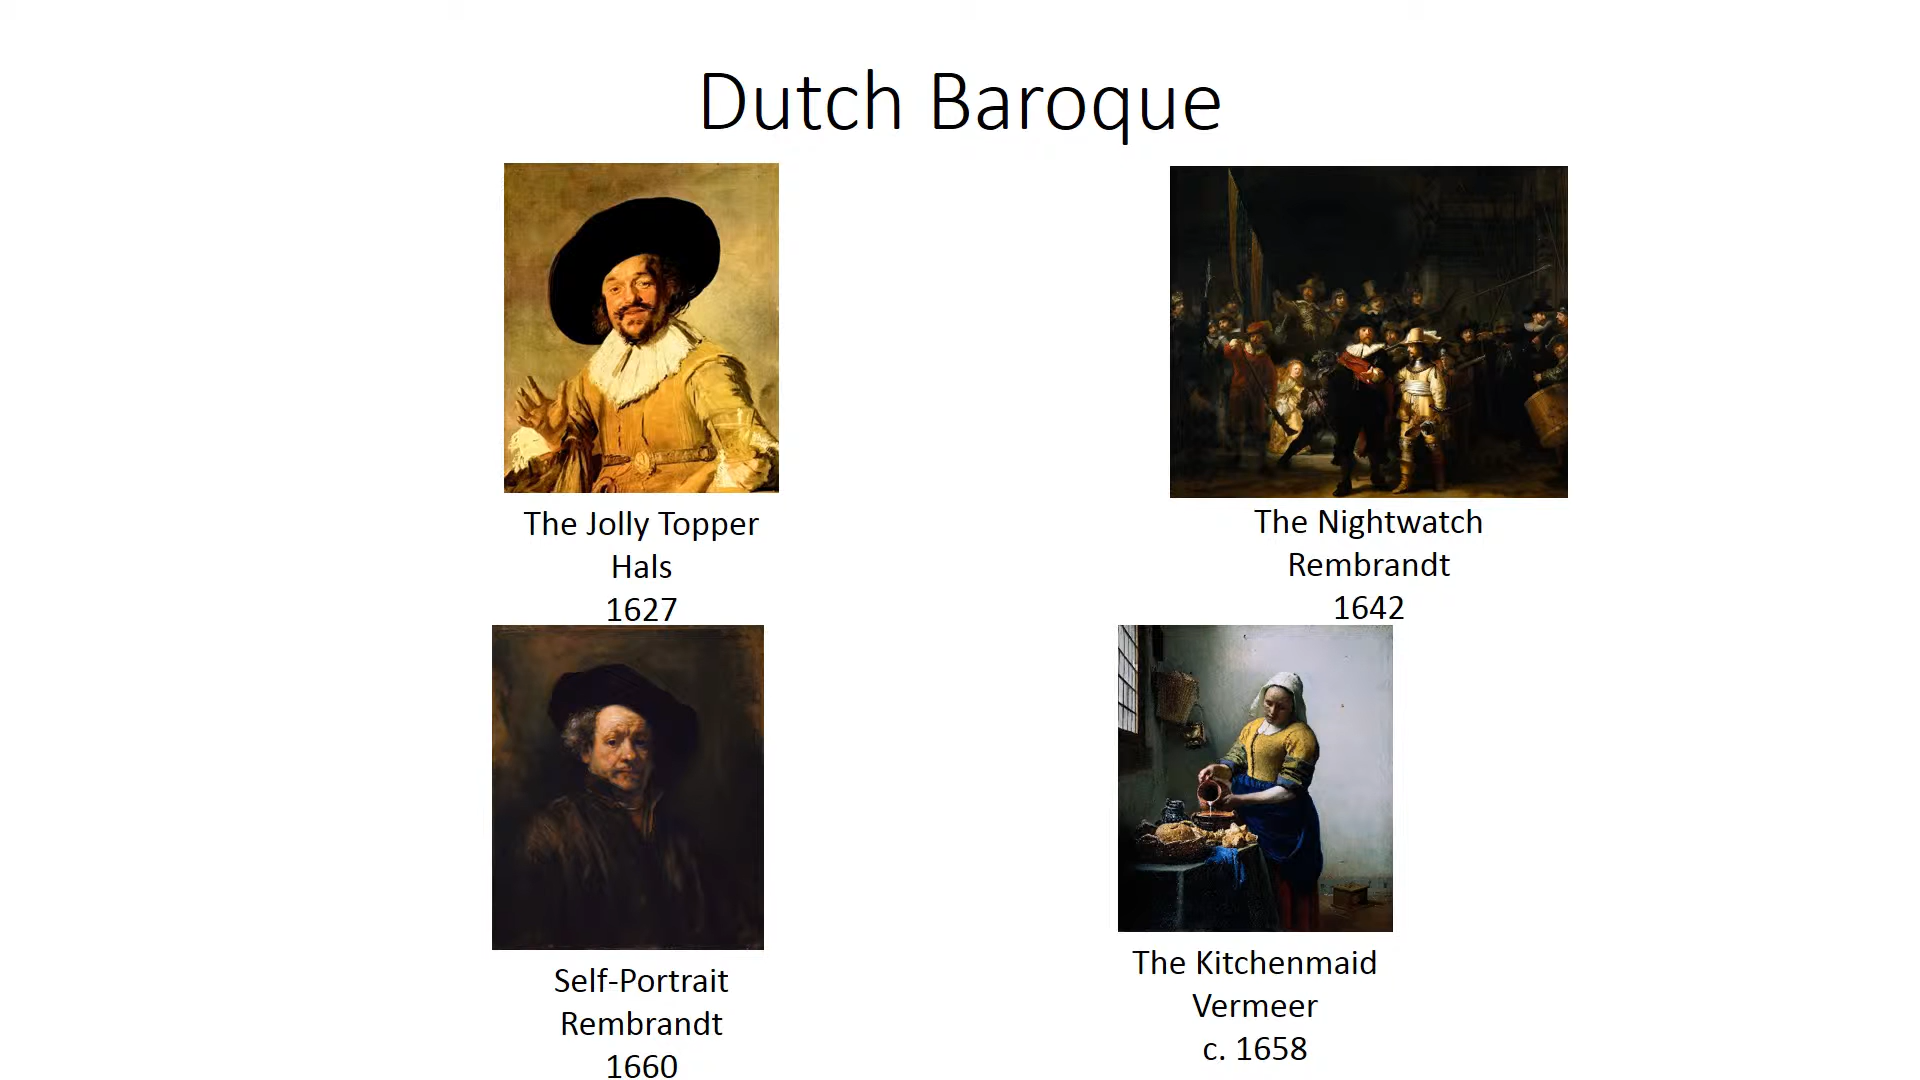 Dutch Baroque
The Jolly Topper
Hals
1627
The Nightwatch
Rembrandt
1642
Self-Portrait
Rembrandt
1660
The Kitchenmaid
Vermeer
c. 1658